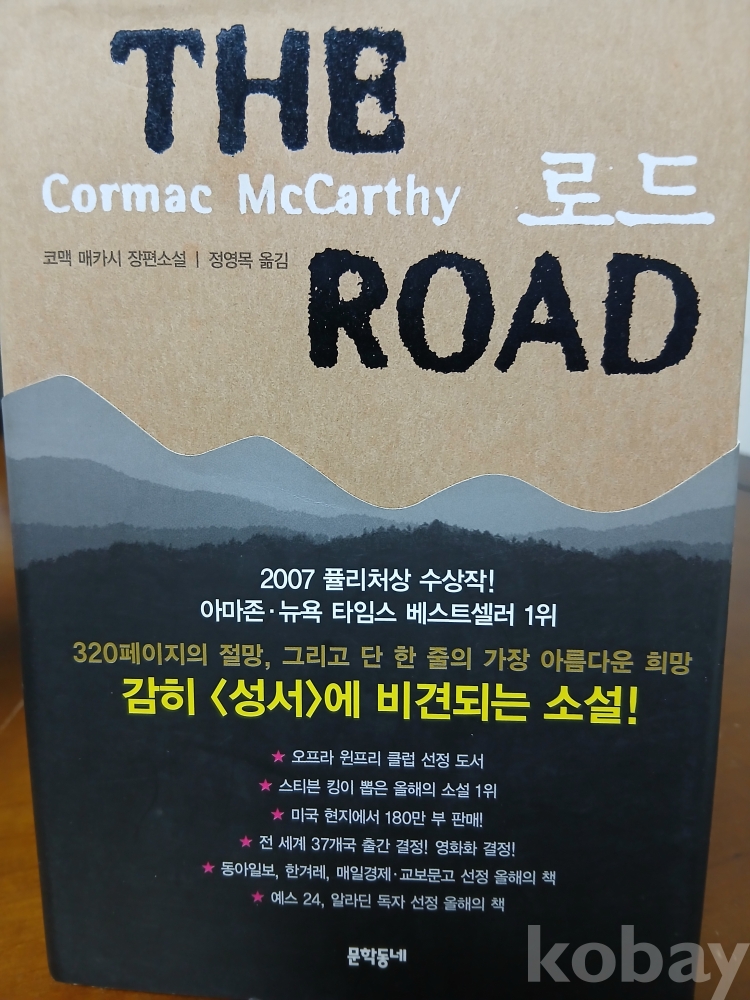 THE
Cormac McCarthy 로드
코맥 매카시 장편소설 | 정영목 옮김
ROAD
2007 퓰리처상 수상작!
아마존·뉴욕 타임스 베스트셀러 1위
320페이지의 절망, 그리고 단 한 줄의 가장 아름다운 희망
감히 〈성서〉에 비견되는 소설!
★ 오프라 윈프리 클럽 선정 도서
★ 스티븐 킹이 뽑은 올해의 소설 1위
★ 미국 현지에서 180만 부 판매!
★ 전 세계 37개국 출간 결정! 영화화 결정!
★ 동아일보, 한겨레, 매일경제·교보문고 선정 올해의 책
★ 예스 24, 알라딘 독자 선정 올해의 책
문학동네
kobay